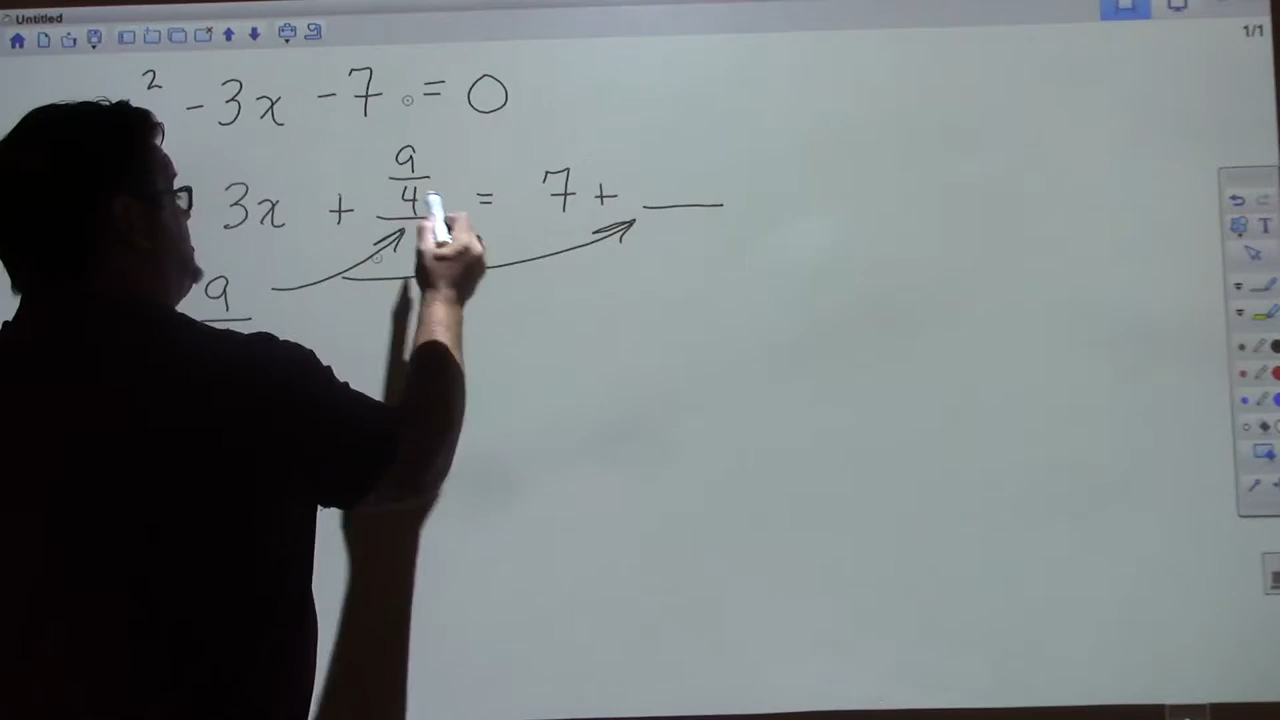 Untitled
1/1
2 - 3x - 7 = 0
3x + 9/4 = 7 + ___
9